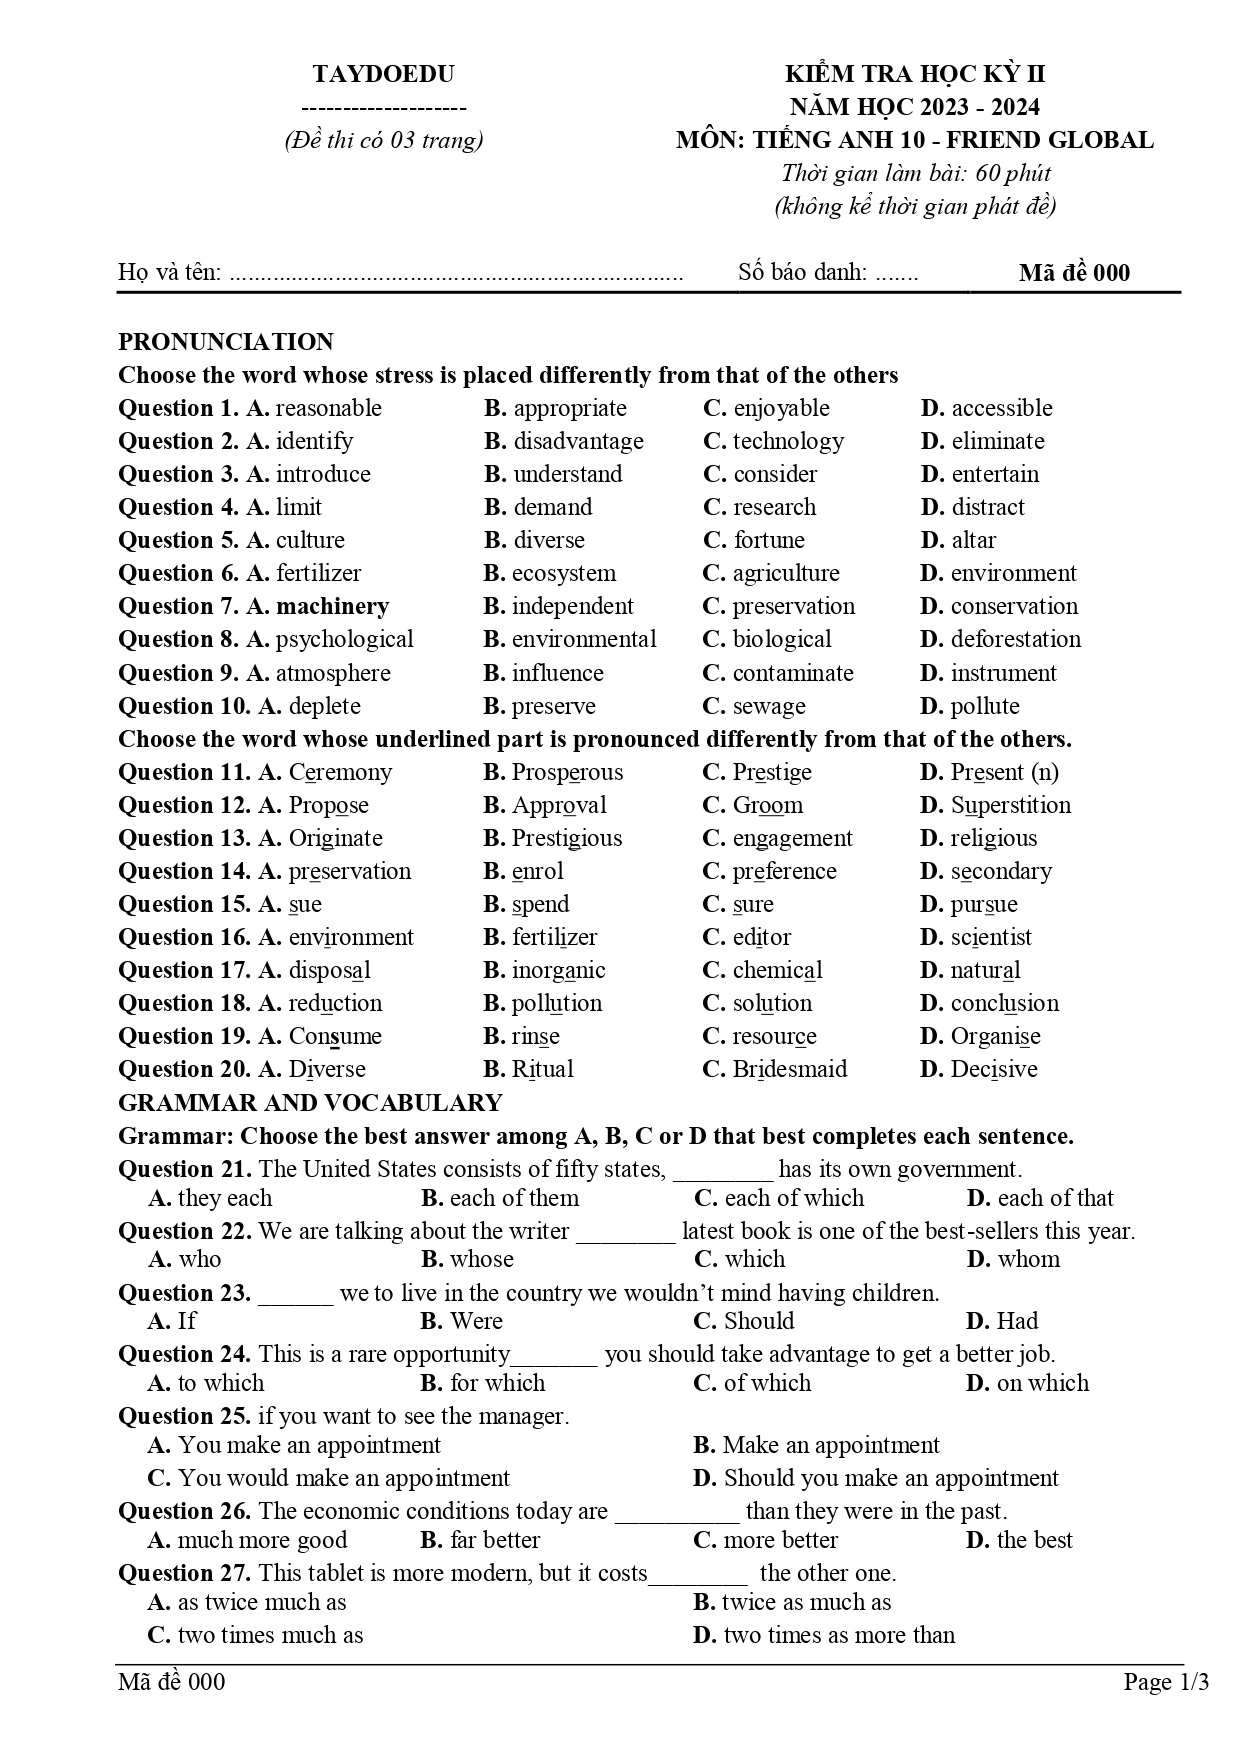 TAYDOEDU
--------------------
(Đề thi có 03 trang)
KIỂM TRA HỌC KỲ II
NĂM HỌC 2023 - 2024
MÔN: TIẾNG ANH 10 - FRIEND GLOBAL
Thời gian làm bài: 60 phút
(không kể thời gian phát đề)
Họ và tên: ......................................................................... Số báo danh: ....... Mã đề 000
PRONUNCIATION
Choose the word whose stress is placed differently from that of the others
Question 1. A. reasonable B. appropriate C. enjoyable D. accessible
Question 2. A. identify B. disadvantage C. technology D. eliminate
Question 3. A. introduce B. understand C. consider D. entertain
Question 4. A. limit B. demand C. research D. distract
Question 5. A. culture B. diverse C. fortune D. altar
Question 6. A. fertilizer B. ecosystem C. agriculture D. environment
Question 7. A. machinery B. independent C. preservation D. conservation
Question 8. A. psychological B. environmental C. biological D. deforestation
Question 9. A. atmosphere B. influence C. contaminate D. instrument
Question 10. A. deplete B. preserve C. sewage D. pollute
Choose the word whose underlined part is pronounced differently from that of the others.
Question 11. A. Ceremony B. Prosperous C. Prestige D. Present (n)
Question 12. A. Propose B. Approval C. Groom D. Superstition
Question 13. A. Originate B. Prestigious C. engagement D. religious
Question 14. A. preservation B. enrol C. preference D. secondary
Question 15. A. sue B. spend C. sure D. pursue
Question 16. A. environment B. fertilizer C. editor D. scientist
Question 17. A. disposal B. inorganic C. chemical D. natural
Question 18. A. reduction B. pollution C. solution D. conclusion
Question 19. A. Consume B. rinse C. resource D. Organise
Question 20. A. Diverse B. Ritual C. Bridesmaid D. Decisive
GRAMMAR AND VOCABULARY
Grammar: Choose the best answer among A, B, C or D that best completes each sentence.
Question 21. The United States consists of fifty states, ________ has its own government.
A. they each B. each of them C. each of which D. each of that
Question 22. We are talking about the writer ________ latest book is one of the best-sellers this year.
A. who B. whose C. which D. whom
Question 23. ______ we to live in the country we wouldn’t mind having children.
A. If B. Were C. Should D. Had
Question 24. This is a rare opportunity_______ you should take advantage to get a better job.
A. to which B. for which C. of which D. on which
Question 25. if you want to see the manager.
A. You make an appointment B. Make an appointment
C. You would make an appointment D. Should you make an appointment
Question 26. The economic conditions today are __________ than they were in the past.
A. much more good B. far better C. more better D. the best
Question 27. This tablet is more modern, but it costs________ the other one.
A. as twice much as B. twice as much as
C. two times much as D. two times as more than
Mã đề 000 Page 1/3